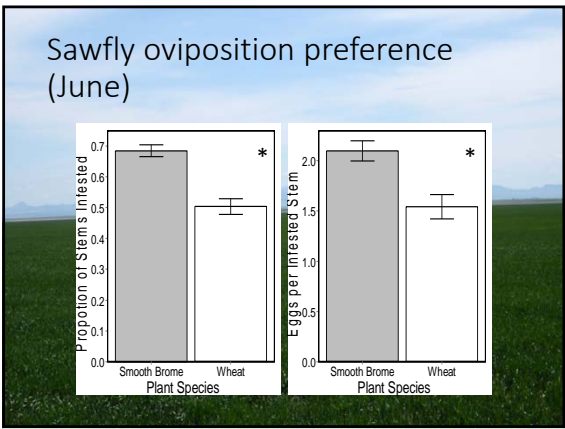 Sawfly oviposition preference
(June)
Propotion of Stems Infested
0.7
0.6
0.5
0.4
0.3
0.2
0.1
0.0
*
Smooth Brome Wheat
Plant Species
Eggs per Infested Stem
2.0
1.5
1.0
0.5
0.0
*
Smooth Brome Wheat
Plant Species